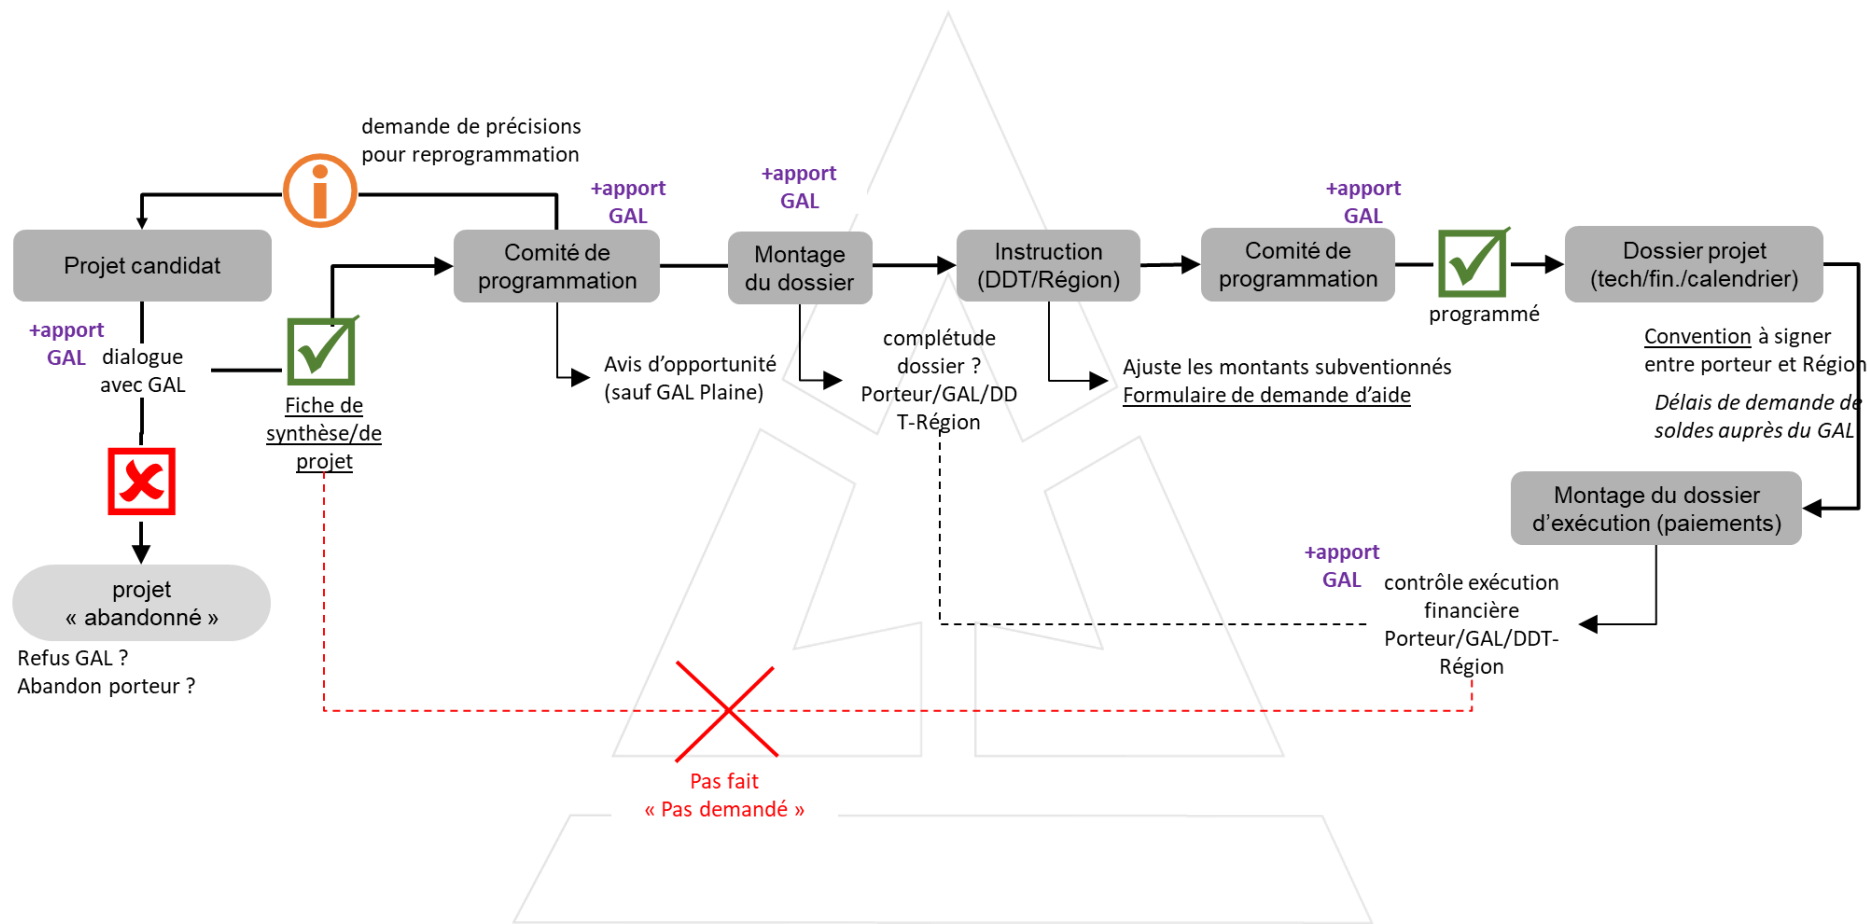 demande de précisions
pour reprogrammation
+apport
GAL
+apport
GAL
+apport
GAL
Projet candidat
Comité de
programmation
Montage
du dossier
Instruction
(DDT/Région)
Comité de
programmation
programmé
Dossier projet
(tech/fin./calendrier)
+apport
GAL
dialogue
avec GAL
Fiche de
synthèse/de
projet
Avis d’opportunité
(sauf GAL Plaine)
complétude
dossier ?
Porteur/GAL/DD
T-Région
Ajuste les montants subventionnés
Formulaire de demande d’aide
Convention à signer
entre porteur et Région
Délais de demande de
soldes auprès du GAL
Montage du dossier
d’exécution (paiements)
+apport
GAL
contrôle exécution
financière
Porteur/GAL/DDT-
Région
projet
« abandonné »
Refus GAL ?
Abandon porteur ?
Pas fait
« Pas demandé »